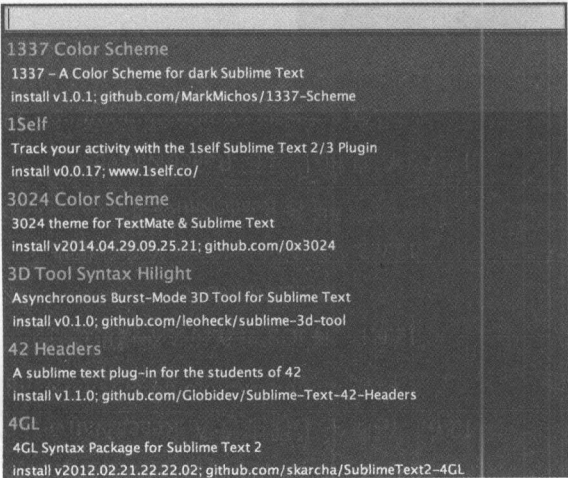 1337 Color Scheme
1337 – A Color Scheme for dark Sublime Text
install v1.0.1; github.com/MarkMichos/1337-Scheme
1Self
Track your activity with the 1self Sublime Text 2/3 Plugin
install v0.0.17; www.1self.co/
3024 Color Scheme
3024 theme for TextMate & Sublime Text
install v2014.04.29.09.25.21; github.com/0x3024
3D Tool Syntax Hilight
Asynchronous Burst-Mode 3D Tool for Sublime Text
install v0.1.0; github.com/leoheck/sublime-3d-tool
42 Headers
A sublime text plug-in for the students of 42
install v1.1.0; github.com/Globidev/Sublime-Text-42-Headers
4GL
4GL Syntax Package for Sublime Text 2
install v2012.02.21.22.22.02; github.com/skarcha/SublimeText2-4GL